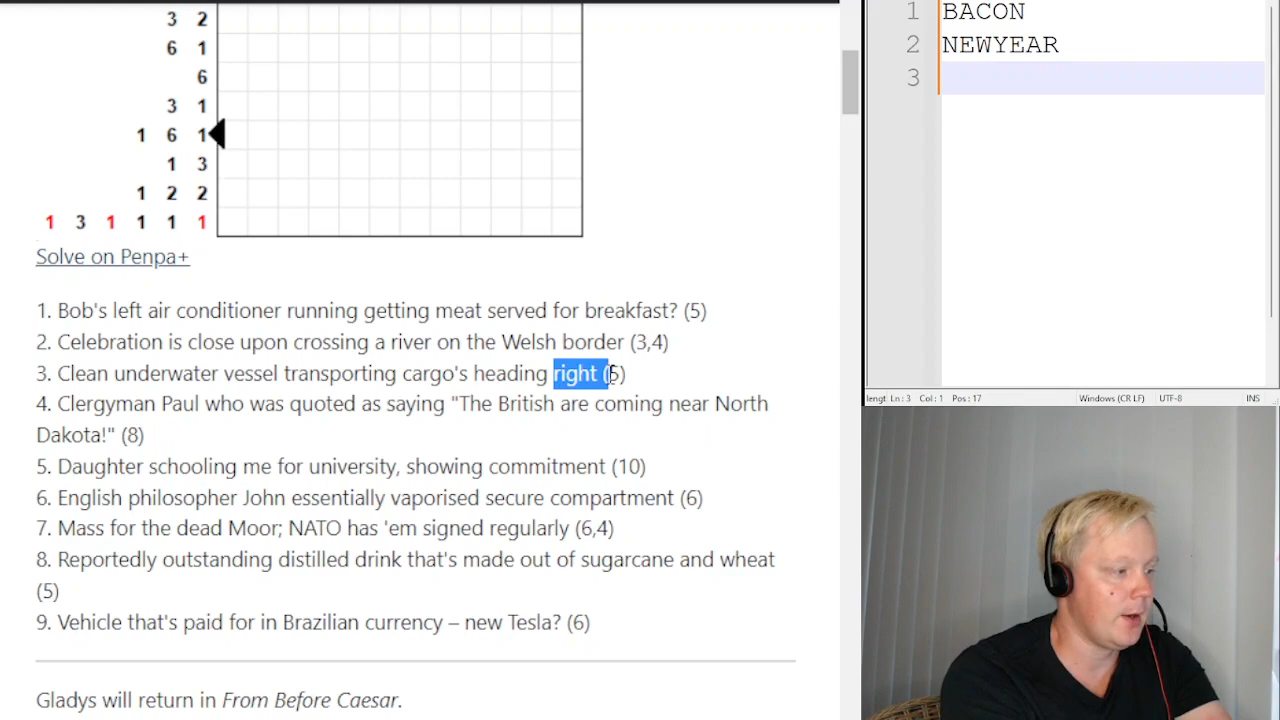 3 2
6 1
6
3 1
1 6 1
1 3
1 2 2
1 3 1 1 1 1
Solve on Penpa+
1. Bob's left air conditioner running getting meat served for breakfast? (5)
2. Celebration is close upon crossing a river on the Welsh border (3,4)
3. Clean underwater vessel transporting cargo's heading right (5)
4. Clergyman Paul who was quoted as saying "The British are coming near North
Dakota!" (8)
5. Daughter schooling me for university, showing commitment (10)
6. English philosopher John essentially vaporised secure compartment (6)
7. Mass for the dead Moor; NATO has 'em signed regularly (6,4)
8. Reportedly outstanding distilled drink that's made out of sugarcane and wheat
(5)
9. Vehicle that's paid for in Brazilian currency – new Tesla? (6)
Gladys will return in From Before Caesar.
1 BACON
2 NEWYEAR
3
lengt Ln: 3 Col: 1 Pos: 17 Windows (CR LF) UTF-8 INS